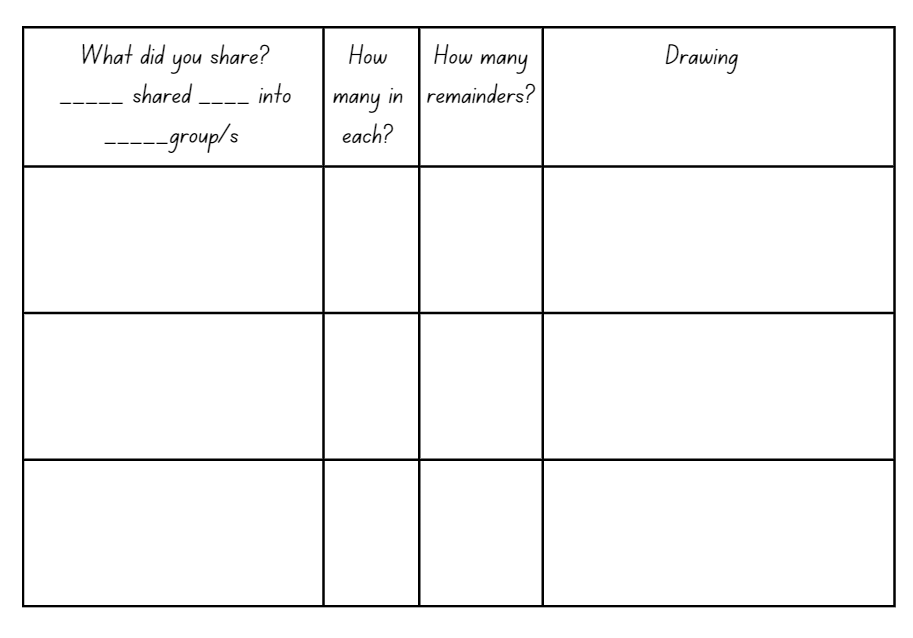 What did you share?
_____ shared ____ into
_____group/s
How
many in
each?
How many
remainders?
Drawing